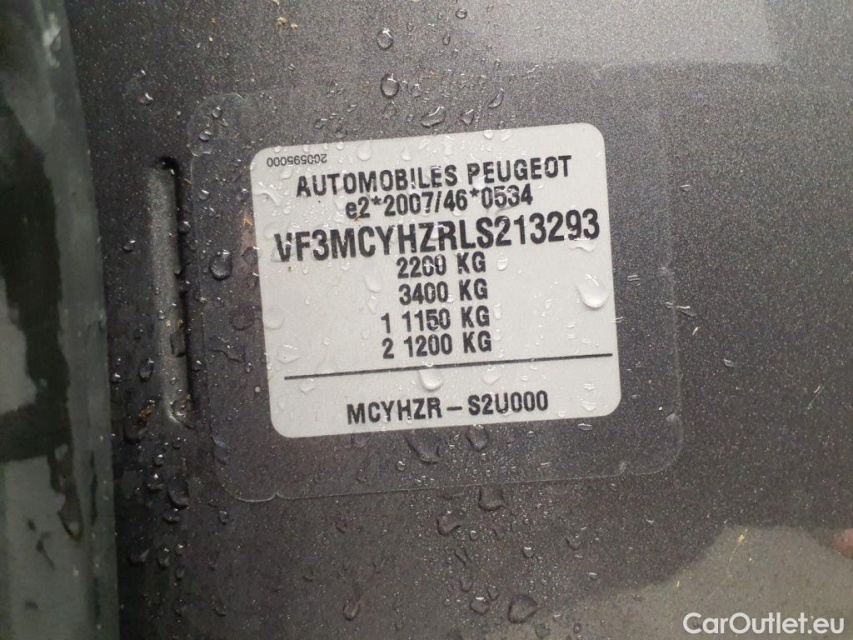 200595000
AUTOMOBILES PEUGEOT
e2*2007/46*0534
VF3MCYHZRLS213293
2200 KG
3400 KG
1 1150 KG
2 1200 KG
MCYHZR - S2U000
CarOutlet.eu